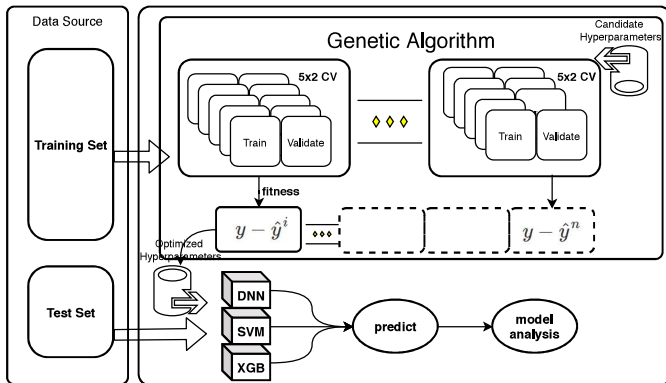 Data Source
Training Set
Test Set
Genetic Algorithm
Candidate
Hyperparameters
5x2 CV
Train
Validate
5x2 CV
Train
Validate
fitness
y − ŷ^i
y − ŷ^n
Optimized
Hyperparameters
DNN
SVM
XGB
predict
model
analysis